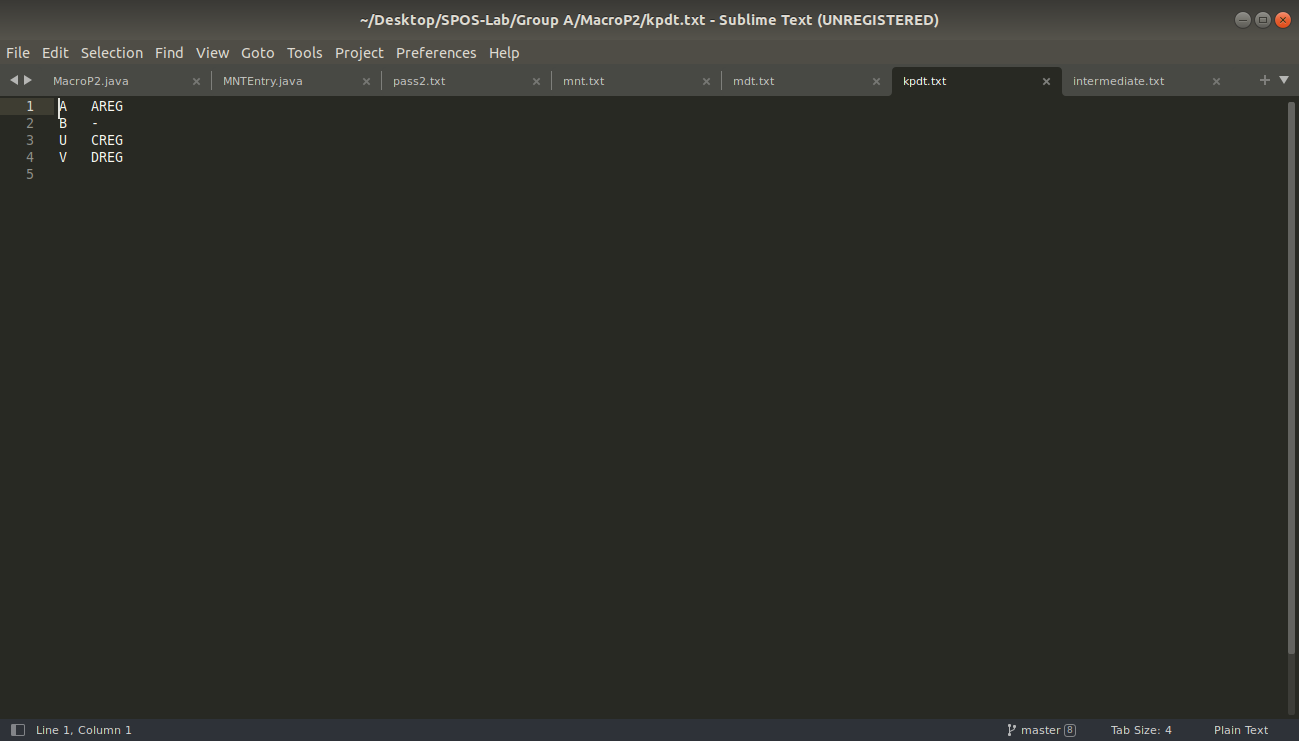 ~/Desktop/SPOS-Lab/Group A/MacroP2/kpdt.txt - Sublime Text (UNREGISTERED)
File Edit Selection Find View Goto Tools Project Preferences Help
MacroP2.java MNTEntry.java pass2.txt mnt.txt mdt.txt kpdt.txt intermediate.txt
1 A AREG
2 B -
3 U CREG
4 V DREG
5
Line 1, Column 1 master 8 Tab Size: 4 Plain Text